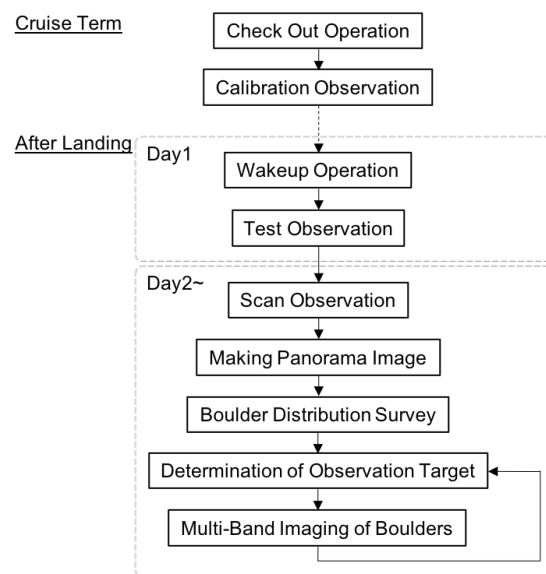 Cruise Term
Check Out Operation
Calibration Observation
After Landing
Day1
Wakeup Operation
Test Observation
Day2~
Scan Observation
Making Panorama Image
Boulder Distribution Survey
Determination of Observation Target
Multi-Band Imaging of Boulders